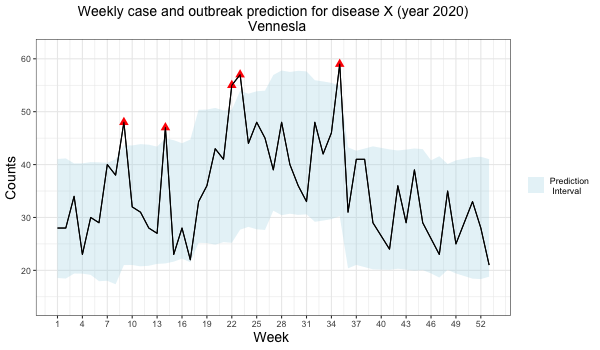 Weekly case and outbreak prediction for disease X (year 2020)
Vennesla
Counts
60
50
40
30
20
1 4 7 10 13 16 19 22 25 28 31 34 37 40 43 46 49 52
Week
Prediction
Interval